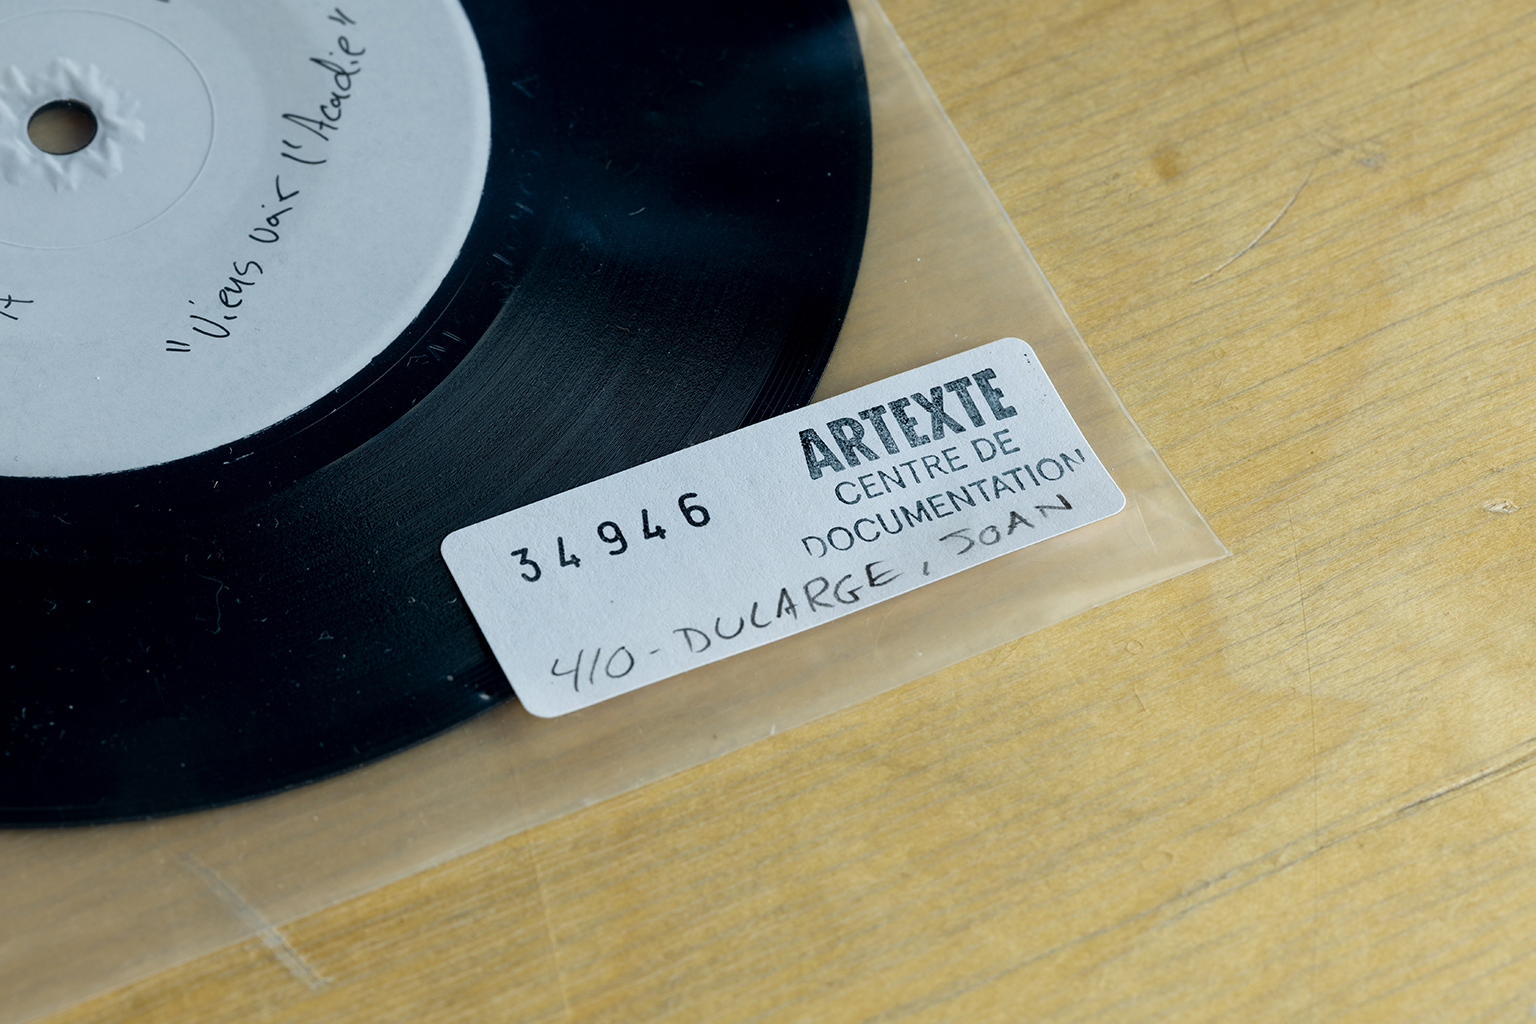 "Viens voir l'Acadie"
34946
ARTEXTE
CENTRE DE
DOCUMENTATION
410 - DULARGE, JOAN